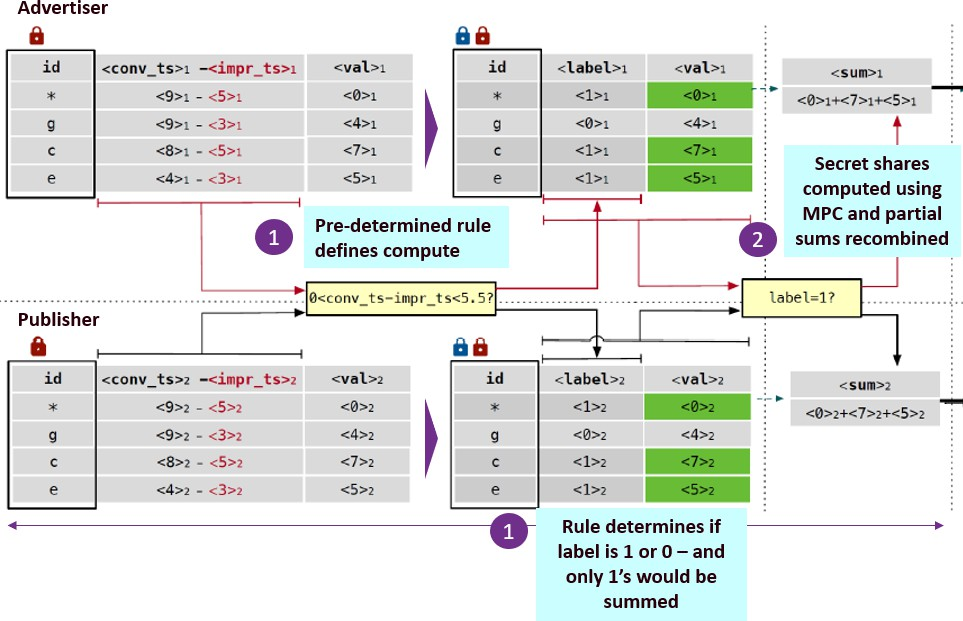 Advertiser
id <conv_ts>1 -<impr_ts>1 <val>1
* <9>1 - <5>1 <0>1
g <9>1 - <3>1 <4>1
c <8>1 - <5>1 <7>1
e <4>1 - <3>1 <5>1
id <label>1 <val>1
* <1>1 <0>1
g <0>1 <4>1
c <1>1 <7>1
e <1>1 <5>1
<sum>1
<0>1+<7>1+<5>1
1
Pre-determined rule
defines compute
2
Secret shares
computed using
MPC and partial
sums recombined
0<conv_ts-impr_ts<5.5?
label=1?
Publisher
id <conv_ts>2 -<impr_ts>2 <val>2
* <9>2 - <5>2 <0>2
g <9>2 - <3>2 <4>2
c <8>2 - <5>2 <7>2
e <4>2 - <3>2 <5>2
id <label>2 <val>2
* <1>2 <0>2
g <0>2 <4>2
c <1>2 <7>2
e <1>2 <5>2
<sum>2
<0>2+<7>2+<5>2
1
Rule determines if
label is 1 or 0 – and
only 1’s would be
summed